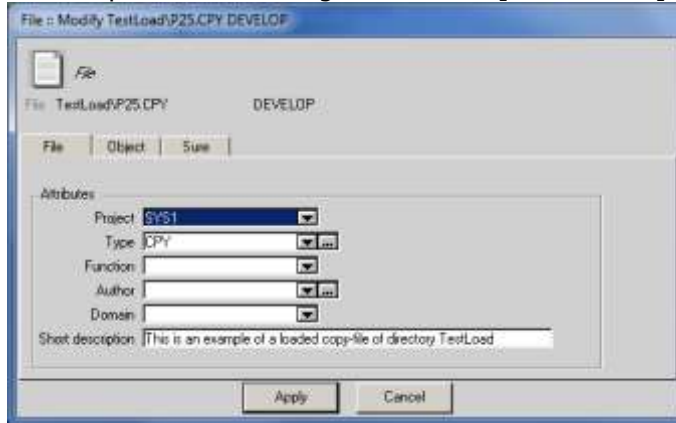 File :: Modify TestLoad\P25.CPY DEVELOP
File
File TestLoad\P25.CPY DEVELOP
File Object Sure
Attributes
Project SYS1
Type CPY
Function
Author
Domain
Short description This is an example of a loaded copy-file of directory TestLoad
Apply Cancel